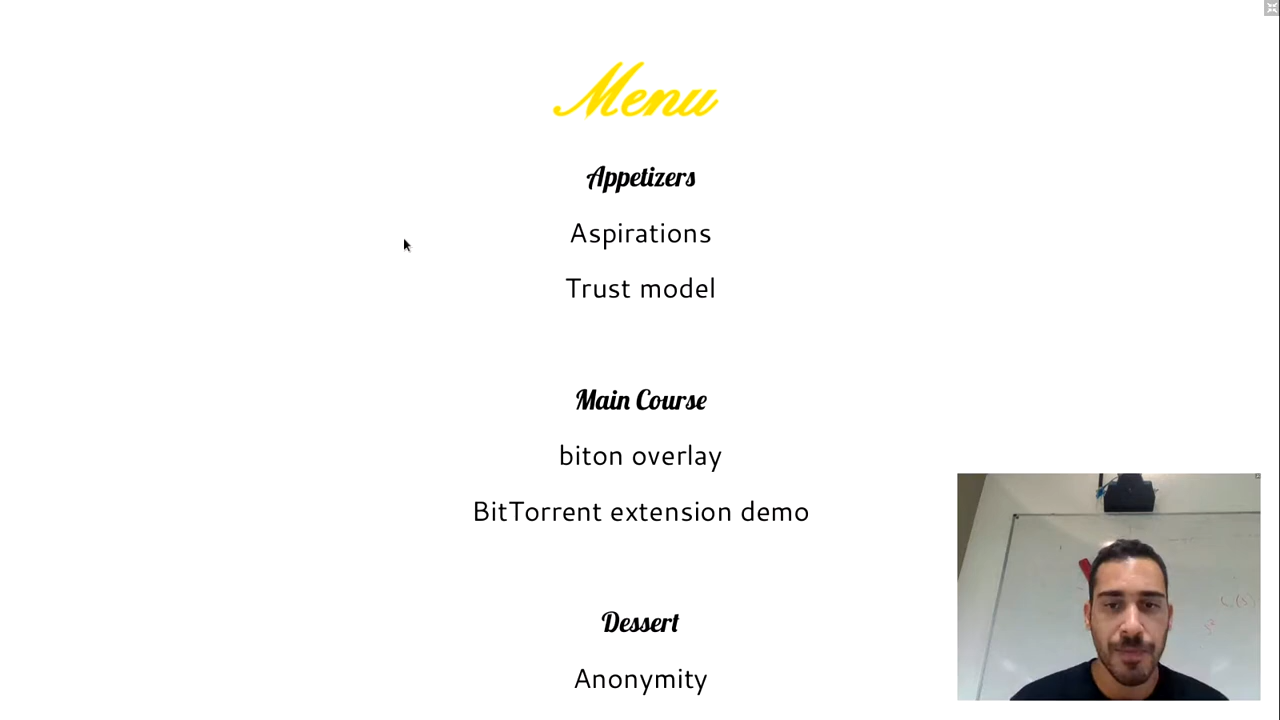 Menu
Appetizers
Aspirations
Trust model
Main Course
biton overlay
BitTorrent extension demo
Dessert
Anonymity